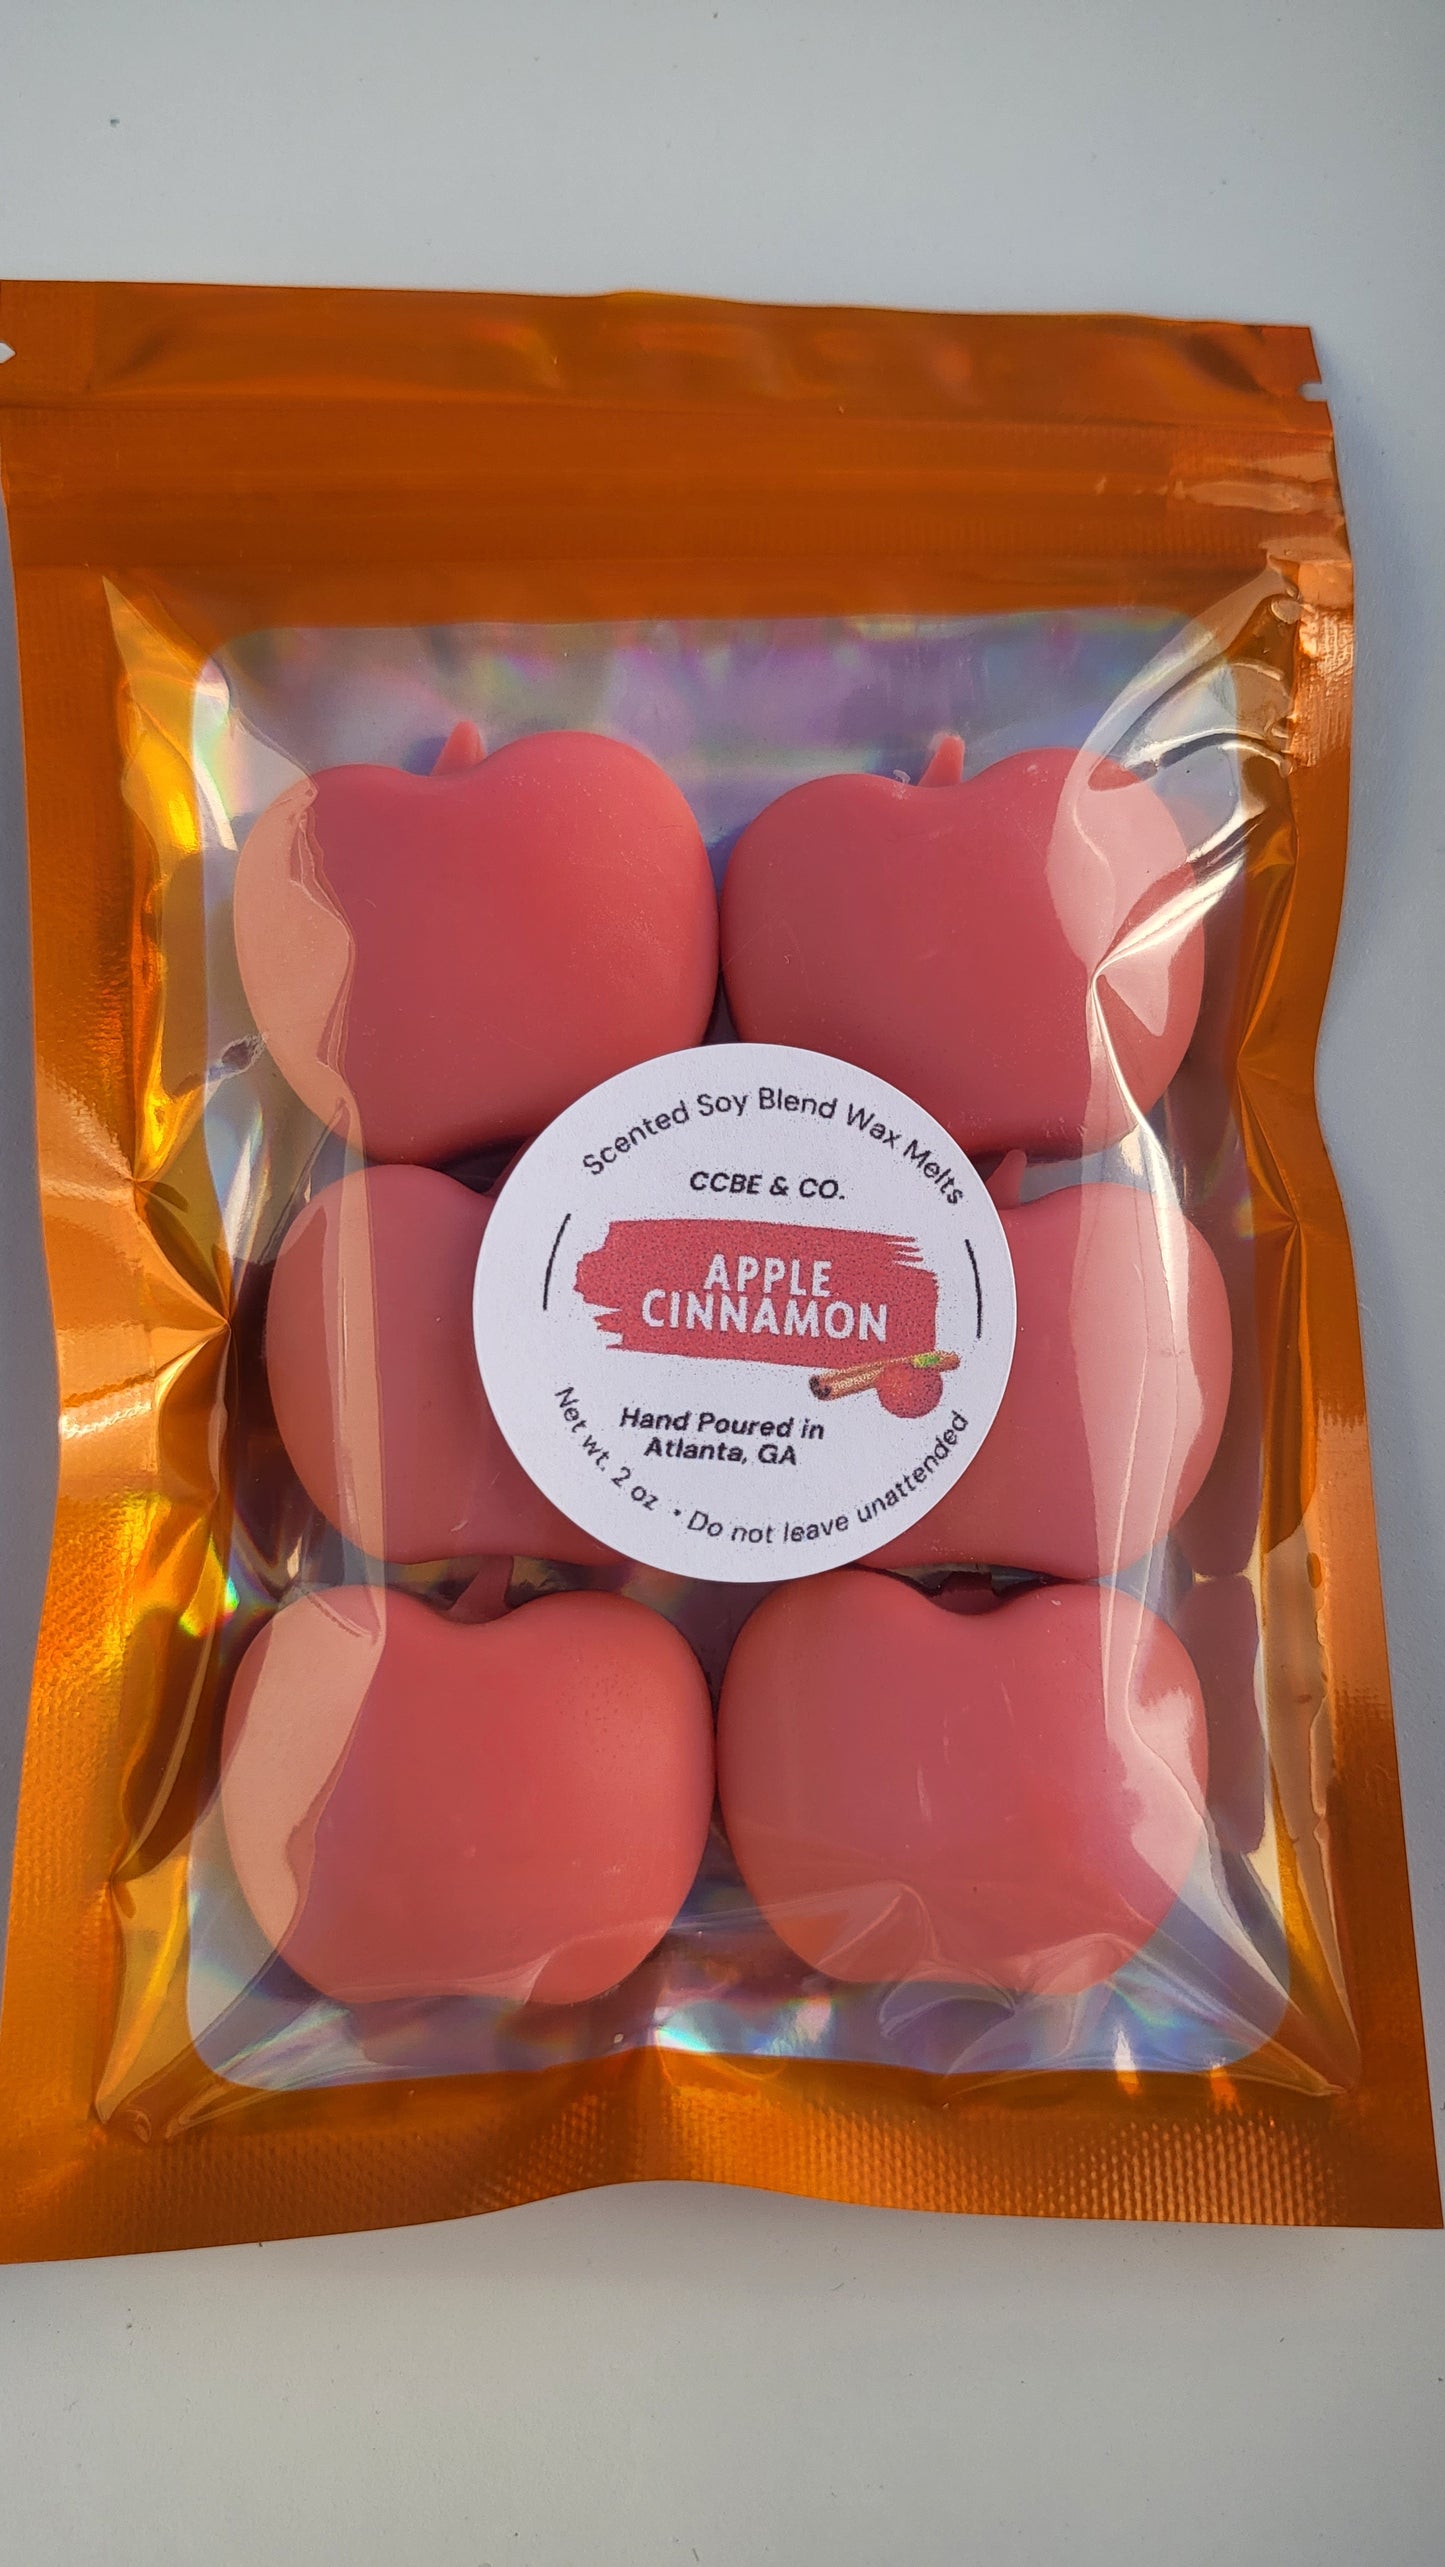 Scented Soy Blend Wax Melts
CCBE & CO.
APPLE
CINNAMON
Hand Poured in
Atlanta, GA
Net wt. 2 oz • Do not leave unattended